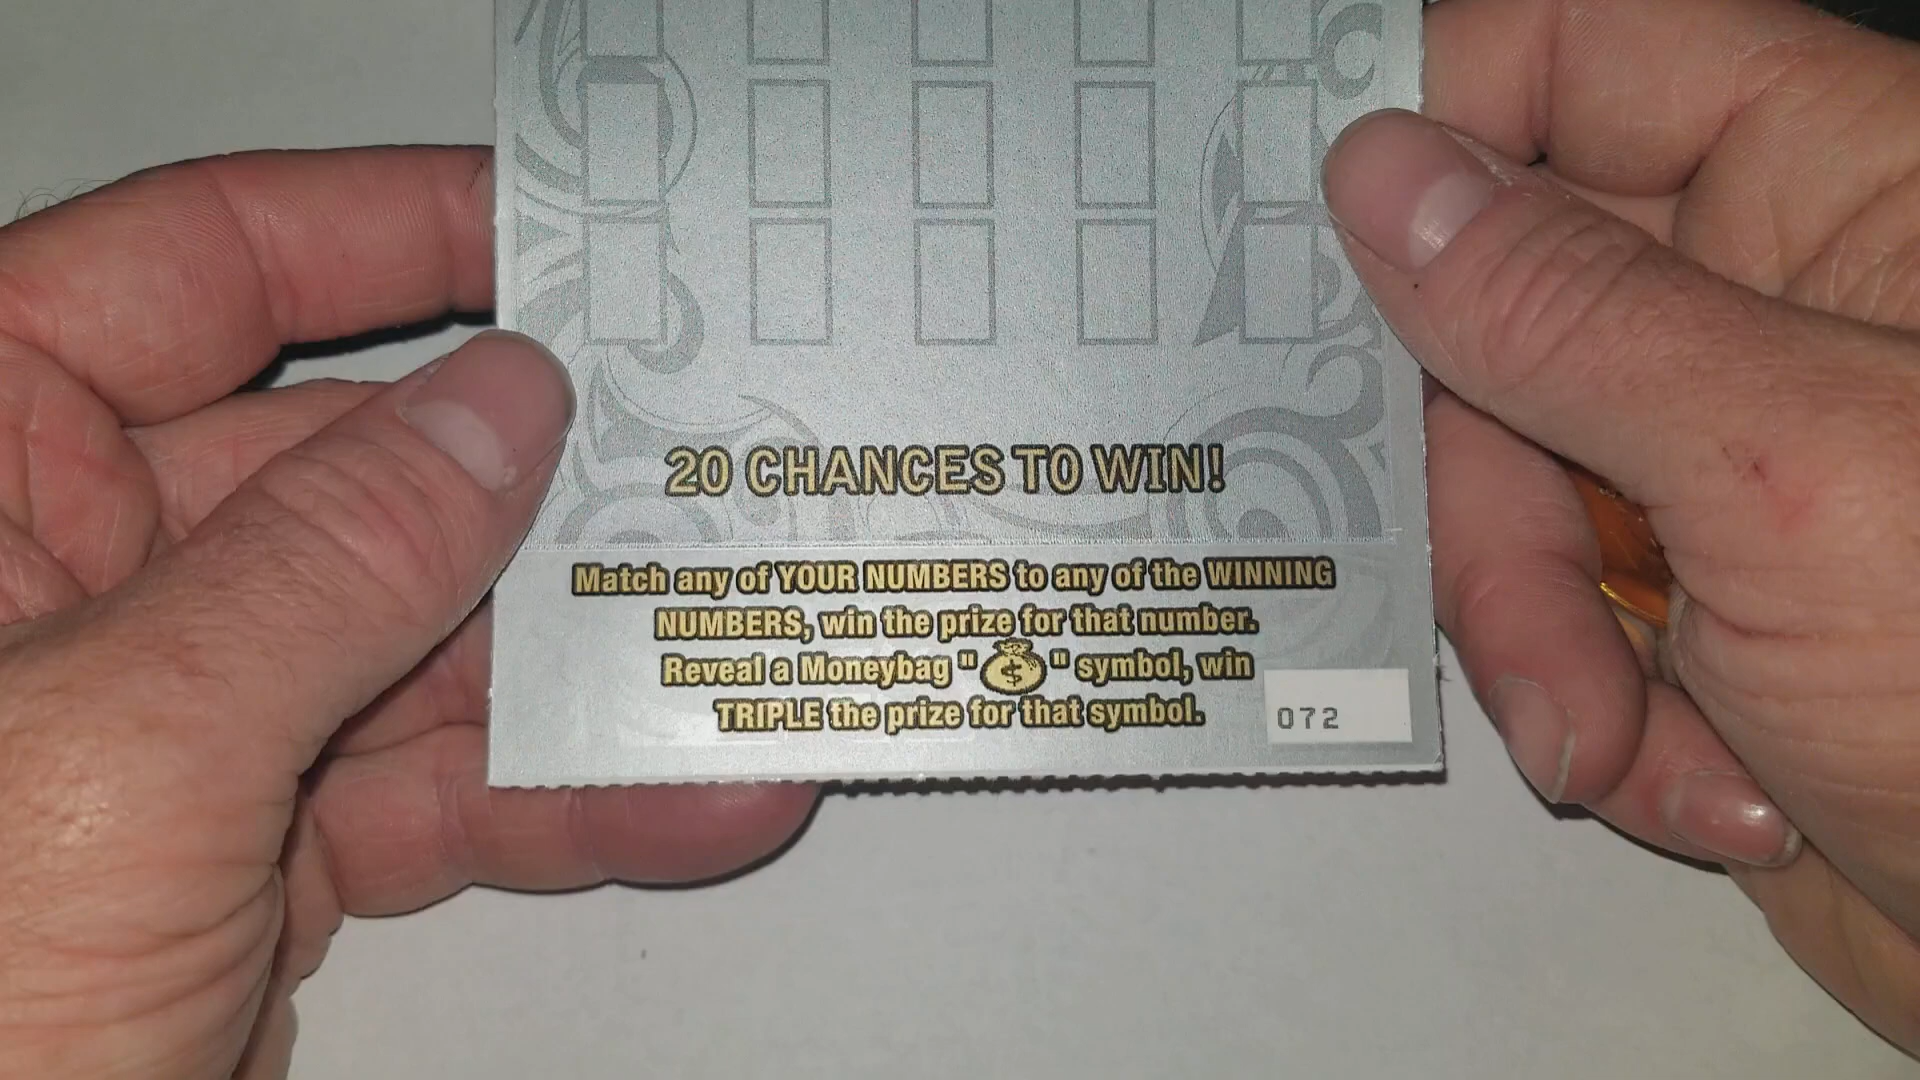 20 CHANCES TO WIN!
Match any of YOUR NUMBERS to any of the WINNING
NUMBERS, win the prize for that number.
Reveal a Moneybag "$" symbol, win
TRIPLE the prize for that symbol.
072